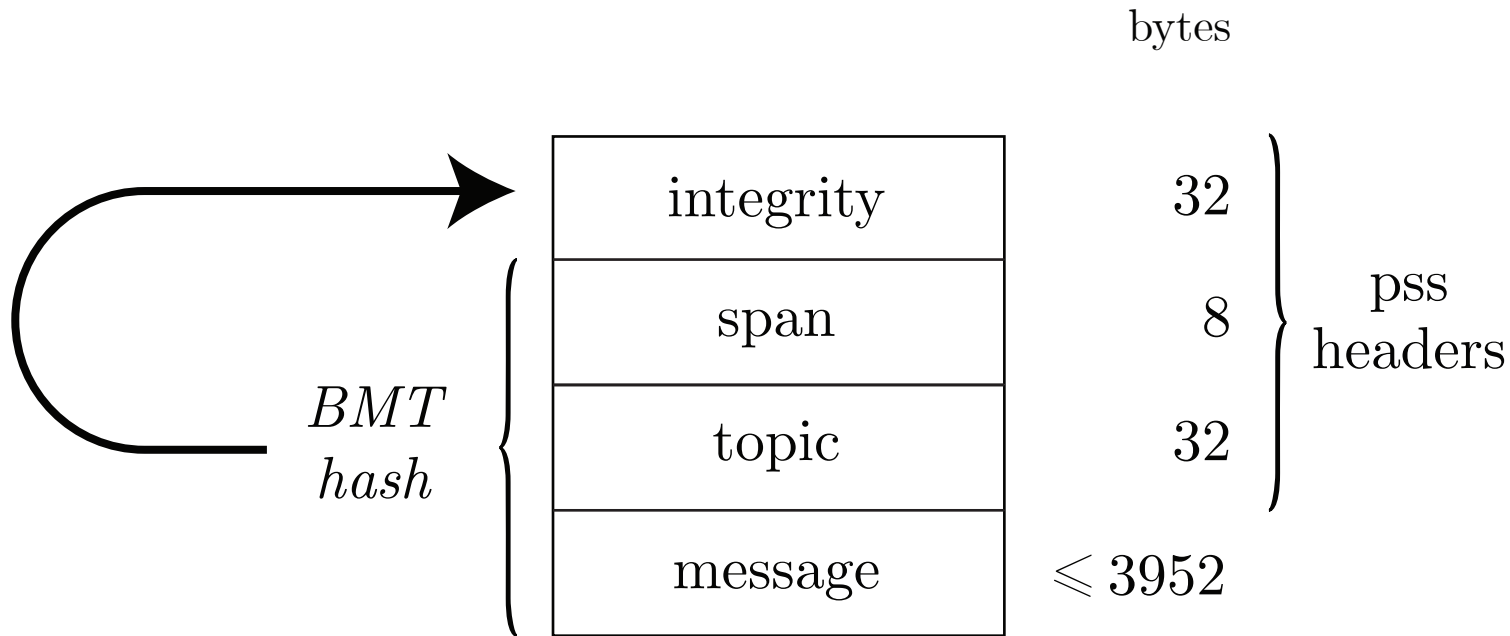 bytes
integrity 32
span 8
pss
headers
BMT
hash
topic 32
message ⩽ 3952